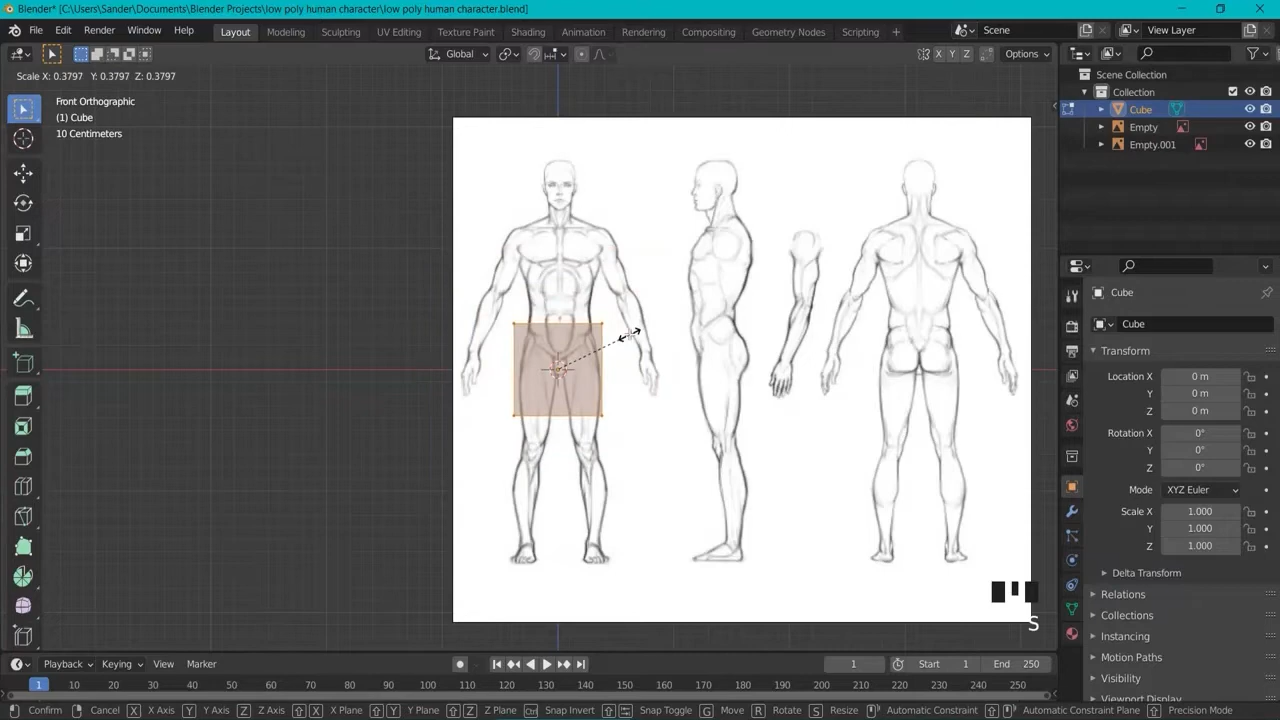 Blender* [C:\Users\Sander\Documents\Blender Projects\low poly human character\low poly human character.blend]
File Edit Render Window Help Layout Modeling Sculpting UV Editing Texture Paint Shading Animation Rendering Compositing Geometry Nodes Scripting + Scene View Layer
Global X Y Z Options
Scale X: 0.3797 Y: 0.3797 Z: 0.3797
Front Orthographic
(1) Cube
10 Centimeters
Scene Collection
Collection
Cube
Empty
Empty.001
Cube
Cube
Transform
Location X 0 m
Y 0 m
Z 0 m
Rotation X 0°
Y 0°
Z 0°
Mode XYZ Euler
Scale X 1.000
Y 1.000
Z 1.000
Delta Transform
Relations
Collections
Instancing
Motion Paths
Visibility
Viewport Display
S
Playback Keying View Marker 1 Start 1 End 250
1 10 20 30 40 50 60 70 80 90 100 110 120 130 140 150 160 170 180 190 200 210 220 230 240 250
Confirm Cancel X X Axis Y Y Axis Z Z Axis X X Plane Y Y Plane Z Z Plane Ctrl Snap Invert Snap Toggle G Move R Rotate S Resize Automatic Constraint Automatic Constraint Plane Precision Mode